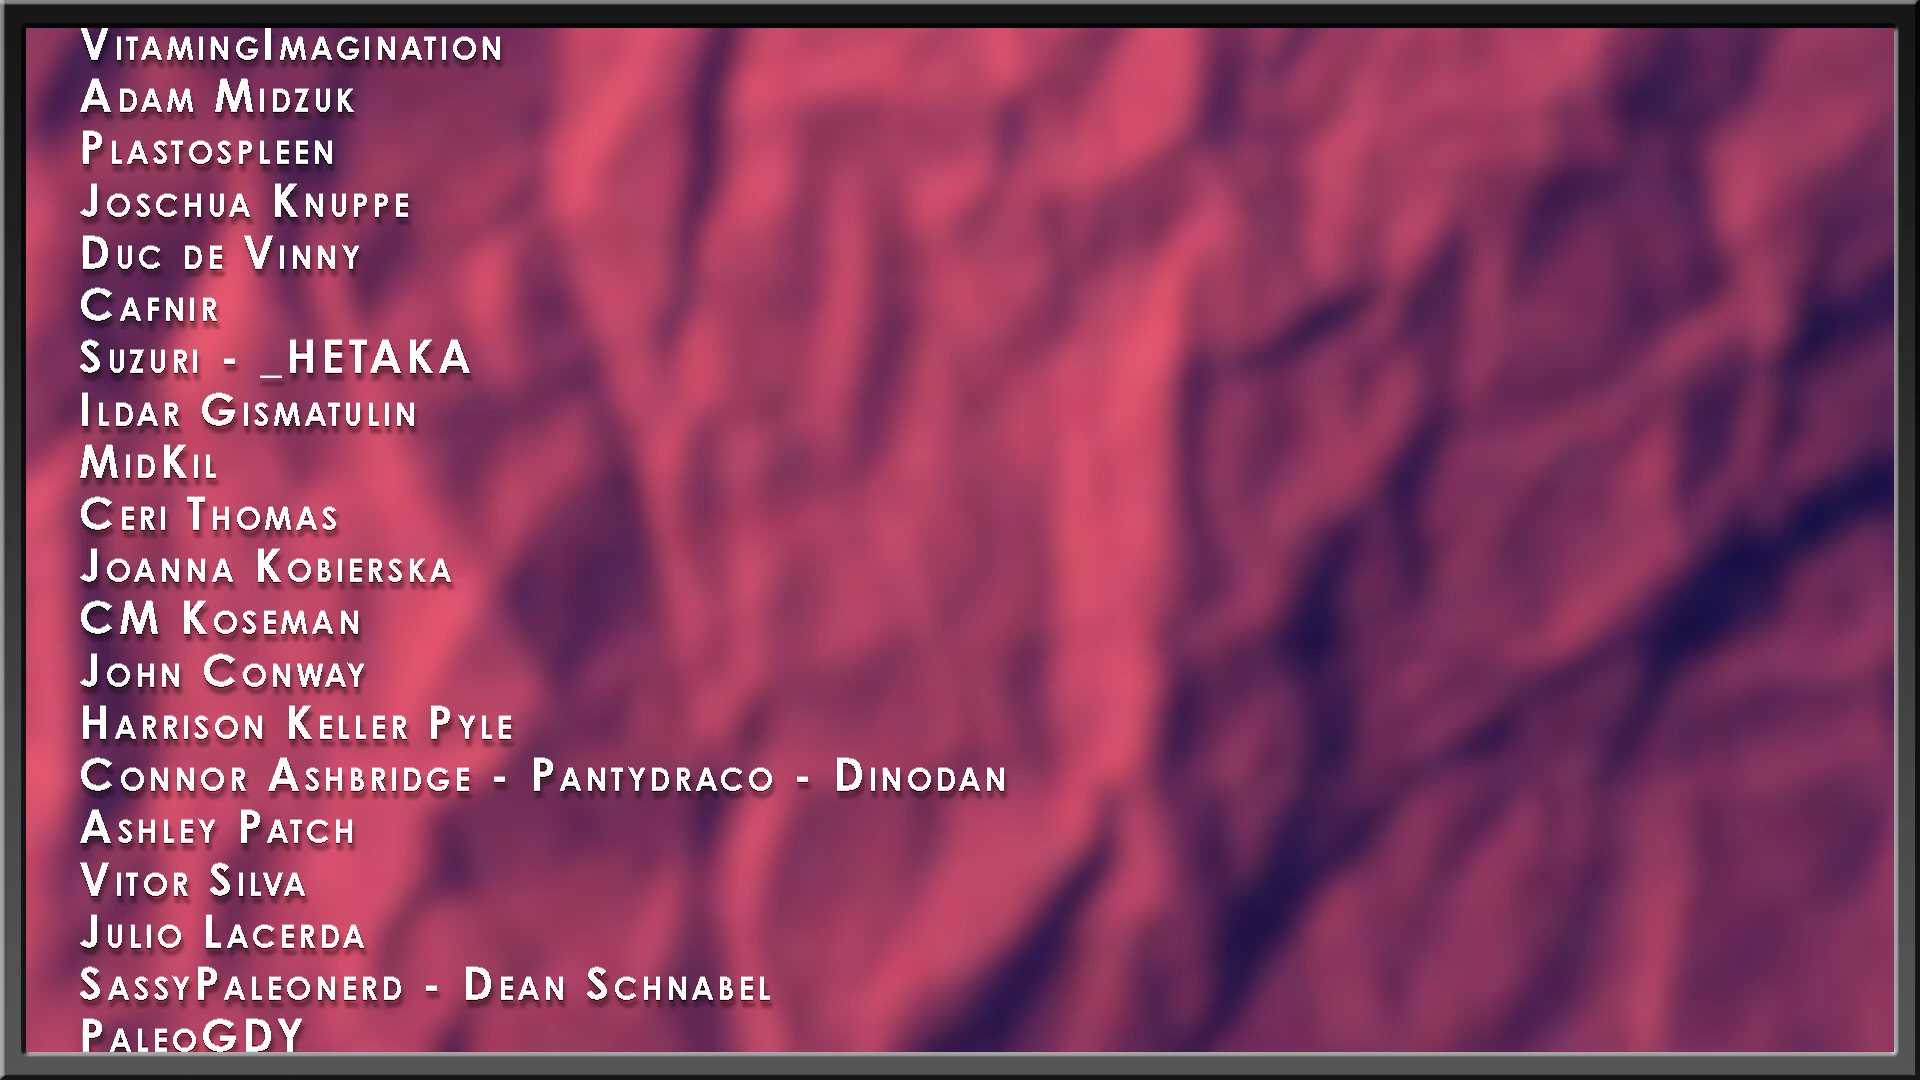 VitamingImagination
Adam Midzuk
Plastospleen
Joschua Knuppe
Duc de Vinny
Cafnir
Suzuri - _HETAKA
Ildar Gismatulin
MidKil
Ceri Thomas
Joanna Kobierska
CM Koseman
John Conway
Harrison Keller Pyle
Connor Ashbridge - Pantydraco - Dinodan
Ashley Patch
Vitor Silva
Julio Lacerda
SassyPaleonerd - Dean Schnabel
PaleoGDY